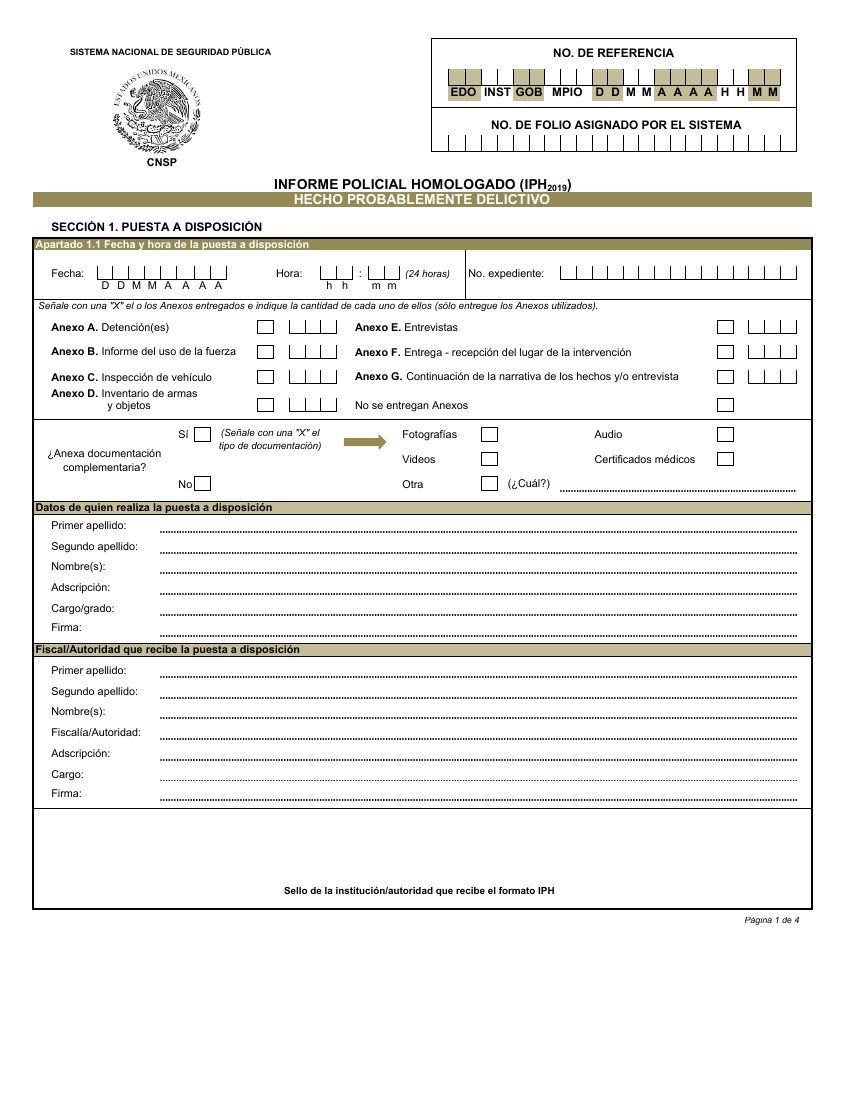 SISTEMA NACIONAL DE SEGURIDAD PÚBLICA
ESTADOS UNIDOS MEXICANOS
CNSP
NO. DE REFERENCIA
EDO INST GOB MPIO D D M M A A A A H H M M
NO. DE FOLIO ASIGNADO POR EL SISTEMA
INFORME POLICIAL HOMOLOGADO (IPH2019)
HECHO PROBABLEMENTE DELICTIVO
SECCIÓN 1. PUESTA A DISPOSICIÓN
Apartado 1.1 Fecha y hora de la puesta a disposición
Fecha: Hora: : (24 horas) No. expediente:
D D M M A A A A h h m m
Señale con una "X" el o los Anexos entregados e indique la cantidad de cada uno de ellos (sólo entregue los Anexos utilizados).
Anexo A. Detención(es) Anexo E. Entrevistas
Anexo B. Informe del uso de la fuerza Anexo F. Entrega - recepción del lugar de la intervención
Anexo C. Inspección de vehículo Anexo G. Continuación de la narrativa de los hechos y/o entrevista
Anexo D. Inventario de armas
y objetos No se entregan Anexos
Sí (Señale con una "X" el Fotografías Audio
tipo de documentación)
¿Anexa documentación
complementaria? Videos Certificados médicos
No Otra (¿Cuál?)
Datos de quien realiza la puesta a disposición
Primer apellido:
Segundo apellido:
Nombre(s):
Adscripción:
Cargo/grado:
Firma:
Fiscal/Autoridad que recibe la puesta a disposición
Primer apellido:
Segundo apellido:
Nombre(s):
Fiscalía/Autoridad:
Adscripción:
Cargo:
Firma:
Sello de la institución/autoridad que recibe el formato IPH
Página 1 de 4